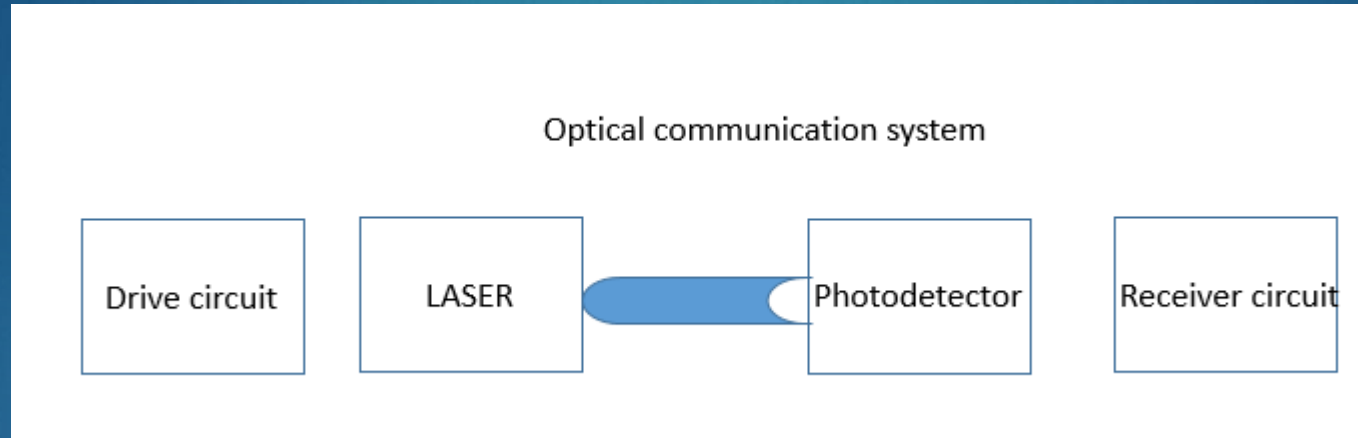 Optical communication system
Drive circuit
LASER
Photodetector
Receiver circuit